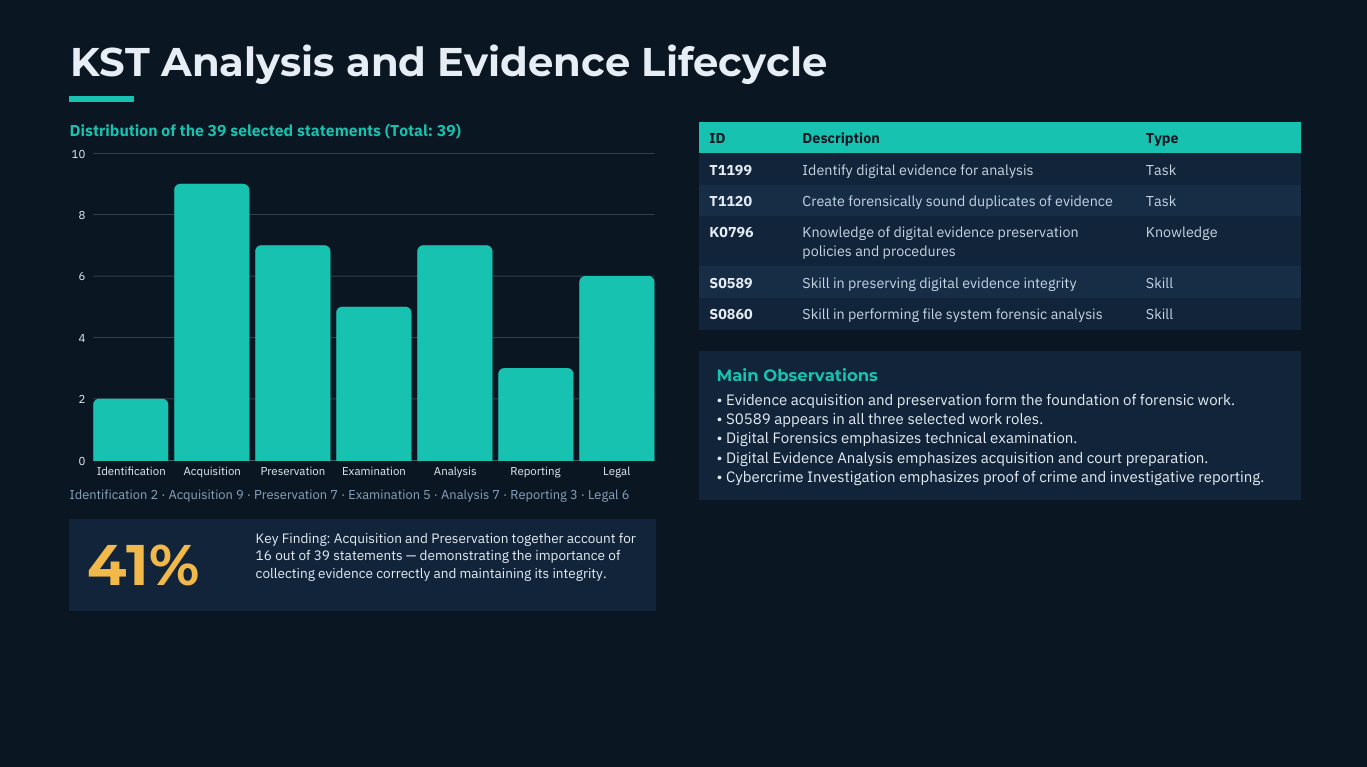 KST Analysis and Evidence Lifecycle
Distribution of the 39 selected statements (Total: 39)
10
8
6
4
2
0
Identification Acquisition Preservation Examination Analysis Reporting Legal
Identification 2 · Acquisition 9 · Preservation 7 · Examination 5 · Analysis 7 · Reporting 3 · Legal 6
41%
Key Finding: Acquisition and Preservation together account for
16 out of 39 statements — demonstrating the importance of
collecting evidence correctly and maintaining its integrity.
ID Description Type
T1199 Identify digital evidence for analysis Task
T1120 Create forensically sound duplicates of evidence Task
K0796 Knowledge of digital evidence preservation Knowledge
policies and procedures
S0589 Skill in preserving digital evidence integrity Skill
S0860 Skill in performing file system forensic analysis Skill
Main Observations
• Evidence acquisition and preservation form the foundation of forensic work.
• S0589 appears in all three selected work roles.
• Digital Forensics emphasizes technical examination.
• Digital Evidence Analysis emphasizes acquisition and court preparation.
• Cybercrime Investigation emphasizes proof of crime and investigative reporting.